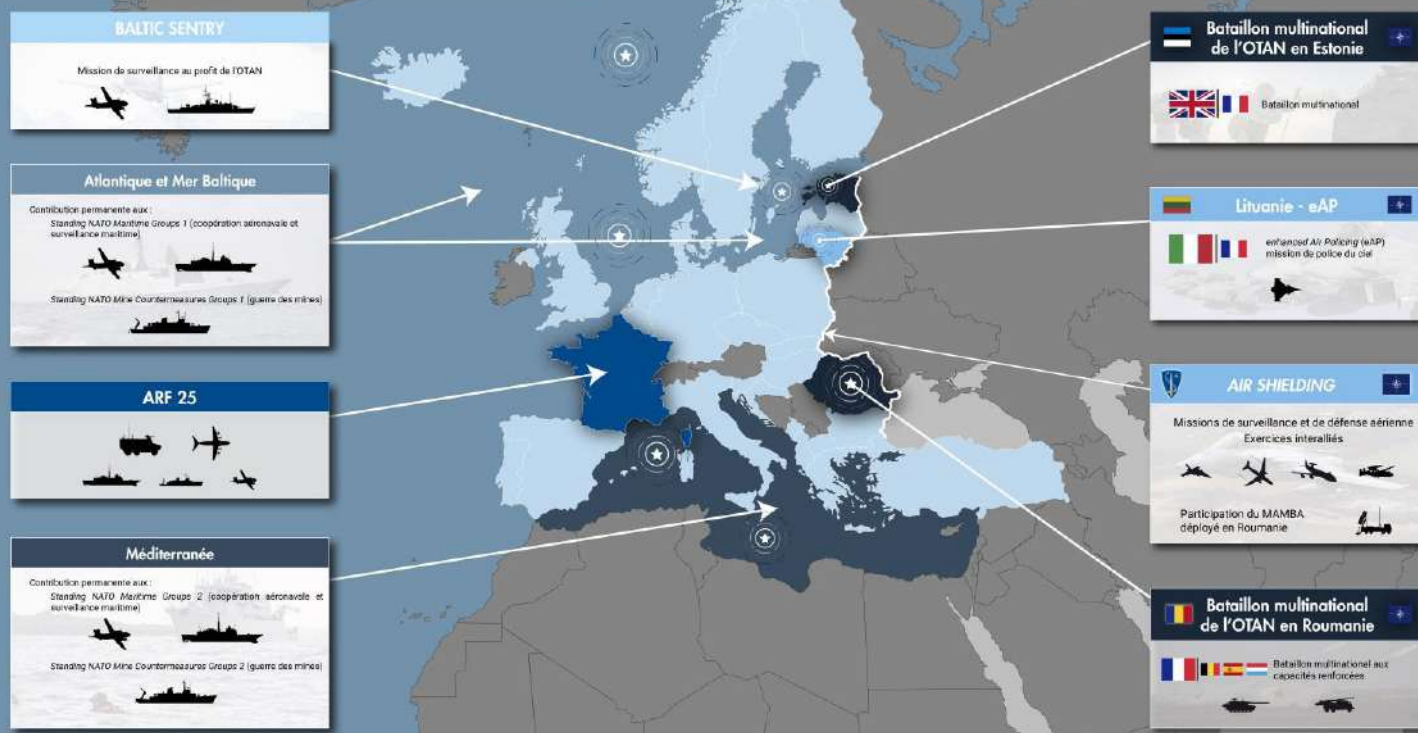 BALTIC SENTRY
Mission de surveillance au profit de l'OTAN
Atlantique et Mer Baltique
Contribution permanente aux :
Standing NATO Maritime Groups 1 (coopération aéronavale et
surveillance maritime)
Standing NATO Mine Countermeasures Groups 1 (guerre des mines)
ARF 25
Méditerranée
Contribution permanente aux :
Standing NATO Maritime Groups 2 (coopération aéronavale et
surveillance maritime)
Standing NATO Mine Countermeasures Groups 2 (guerre des mines)
Bataillon multinational
de l'OTAN en Estonie
Bataillon multinational
Lituanie - eAP
enhanced Air Policing (eAP)
mission de police du ciel
AIR SHIELDING
Missions de surveillance et de défense aérienne
Exercices interalliés
Participation du MAMBA
déployé en Roumanie
Bataillon multinational
de l'OTAN en Roumanie
Bataillon multinational aux
capacités renforcées